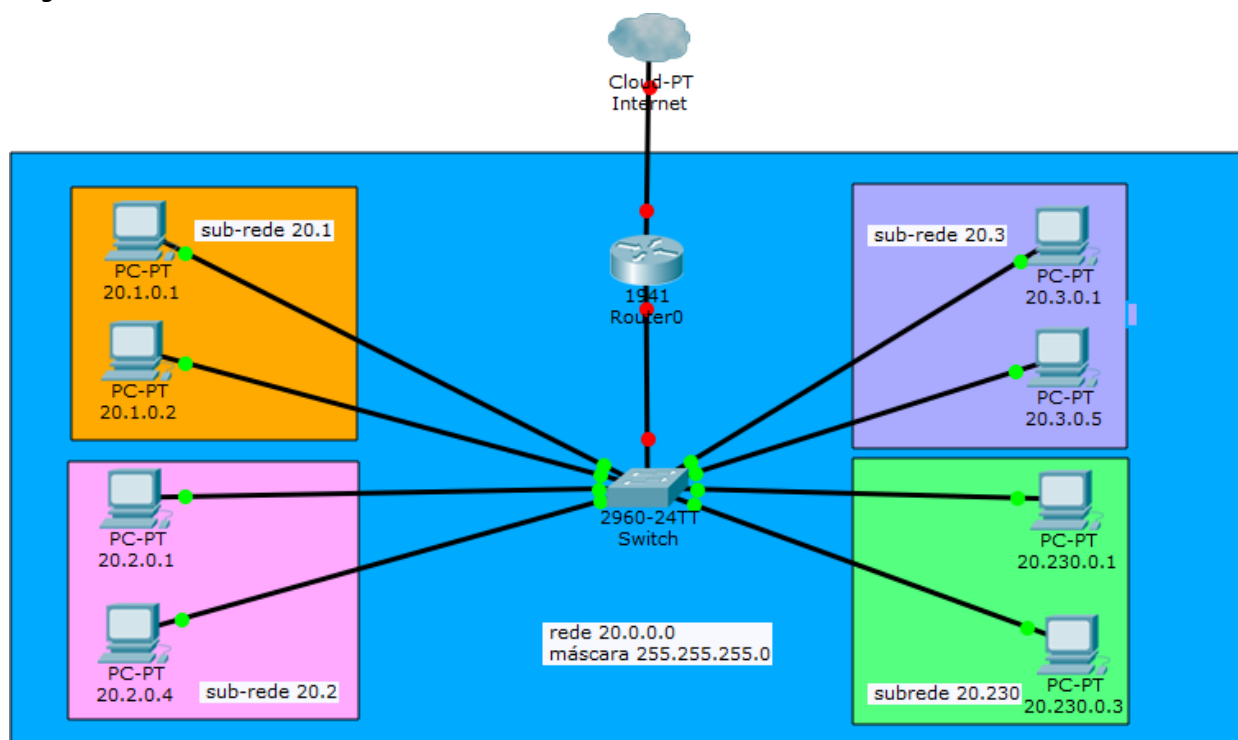 Cloud-PT
Internet
sub-rede 20.1
PC-PT
20.1.0.1
PC-PT
20.1.0.2
1941
Router0
sub-rede 20.3
PC-PT
20.3.0.1
PC-PT
20.3.0.5
PC-PT
20.2.0.1
PC-PT
20.2.0.4
sub-rede 20.2
2960-24TT
Switch
rede 20.0.0.0
máscara 255.255.255.0
PC-PT
20.230.0.1
subrede 20.230
PC-PT
20.230.0.3